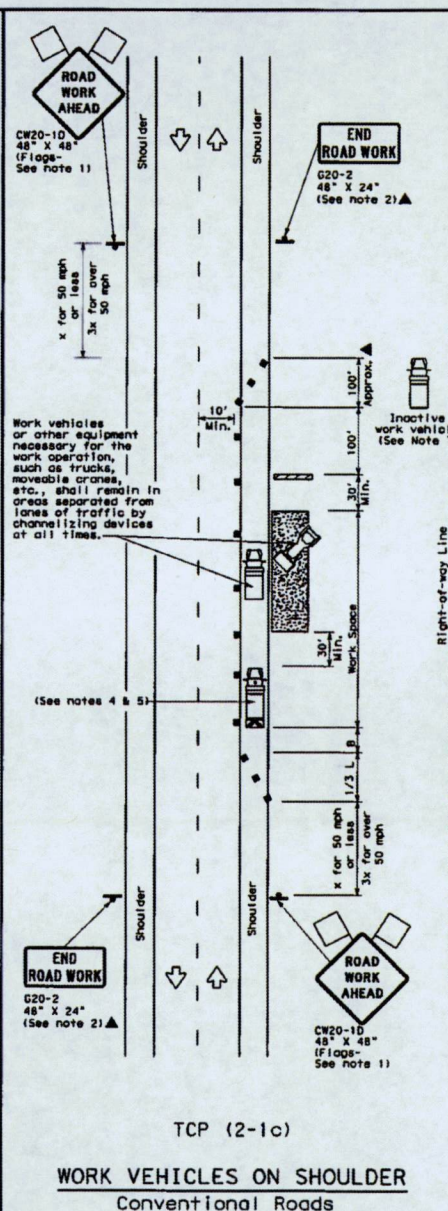 ROAD
WORK
AHEAD
CW20-1D
48" X 48"
(Flags-
See note 1)
Shoulder
Shoulder
END
ROAD WORK
G20-2
48" X 24"
(See note 2)▲
x for 50 mph
or less
3x for over
50 mph
100'
Approx.
▲
Inactive
work vehicle
(See Note
10'
Min.
100'
30'
Min.
Work vehicles
or other equipment
necessary for the
work operation,
such as trucks,
moveable cranes,
etc., shall remain in
areas separated from
lanes of traffic by
channelizing devices
at all times.
Right-of-way Line
Work Space
30'
Min.
(See notes 4 & 5)
B
1/3 L
x for 50 mph
or less
3x for over
50 mph
Shoulder
Shoulder
END
ROAD WORK
G20-2
48" X 24"
(See note 2)▲
ROAD
WORK
AHEAD
CW20-1D
48" X 48"
(Flags-
See note 1)
TCP (2-1c)
WORK VEHICLES ON SHOULDER
Conventional Roads